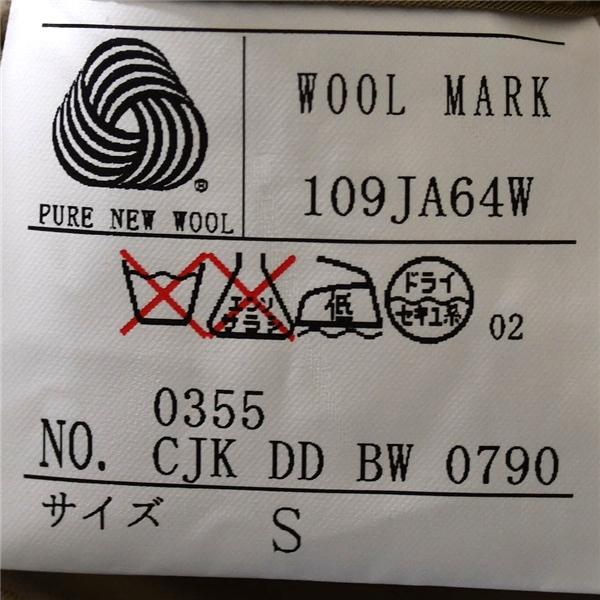 WOOL MARK
109JA64W
®
PURE NEW WOOL
エンソ
サラシ
低
ドライ
セキユ系
02
0355
NO. CJK DD BW 0790
サイズ S